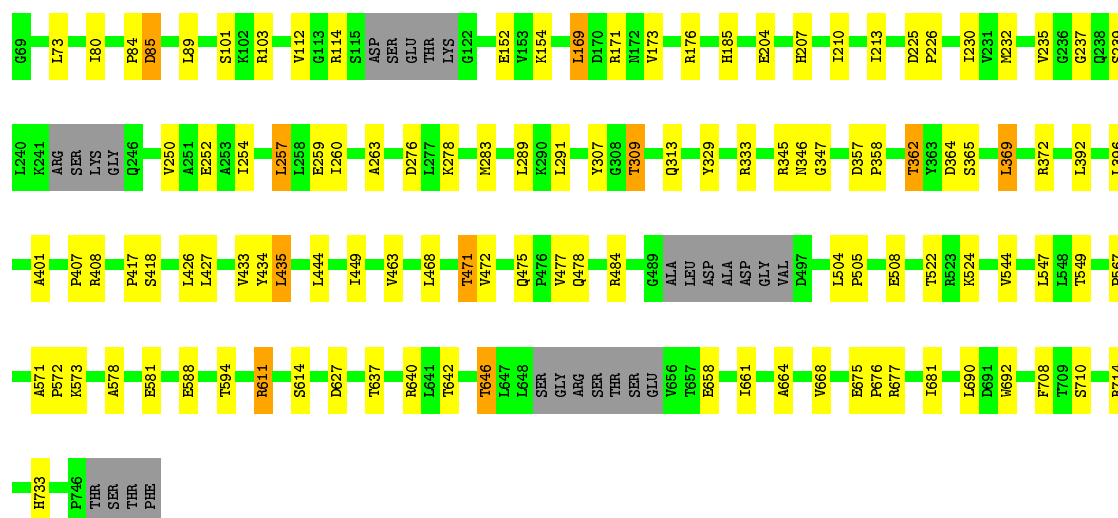 G69 L73 I80 P84 D85 L89 S101 K102 R103 V112 G113 R114 S115 ASP SER GLU THR LYS G122 E152 V153 K154 L169 D170 R171 N172 V173 R176 H185 E204 H207 I210 I213 D225 P226 I230 V231 M232 V235 G236 G237 Q238 S239
L240 K241 ARG SER LYS GLY Q246 V250 A251 E252 A253 I254 L257 L258 E259 I260 A263 D276 L277 K278 M283 L289 K290 L291 Y307 G308 T309 Q313 Y329 R333 R345 N346 G347 D357 P358 T362 Y363 D364 S365 L369 R372 L392 L396
A401 P407 R408 P417 S418 L426 L427 V433 Y434 L435 L444 I449 V463 L468 T471 V472 Q475 P476 V477 Q478 R484 G489 ALA LEU ASP ALA ASP GLY VAL D497 L504 P505 E508 T522 R523 K524 V544 L547 L548 T549 P567
A571 P572 K573 A578 E581 E588 T594 R611 S614 D627 T637 R640 L641 T642 T646 L647 L648 SER GLY ARG SER THR SER GLU V656 T657 E658 I661 A664 V668 E675 P676 R677 I681 L690 D691 W692 F708 T709 S710
H733 P746 THR SER THR PHE